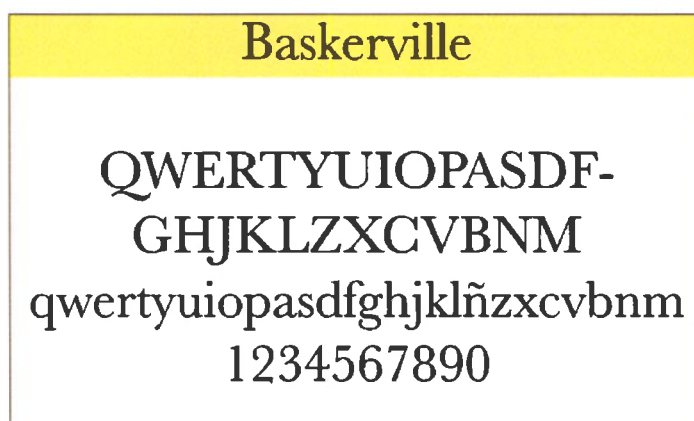 Baskerville
QWERTYUIOPASDF-
GHJKLZXCVBNM
qwertyuiopasdfghjklñzxcvbnm
1234567890